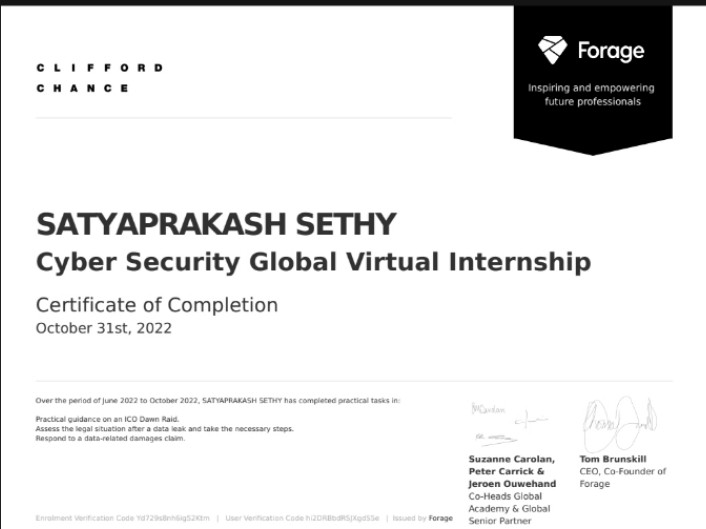 CLIFFORD
CHANCE
Forage
Inspiring and empowering
future professionals
SATYAPRAKASH SETHY
Cyber Security Global Virtual Internship
Certificate of Completion
October 31st, 2022
Over the period of June 2022 to October 2022, SATYAPRAKASH SETHY has completed practical tasks in:
Practical guidance on an ICO Dawn Raid.
Assess the legal situation after a data leak and take the necessary steps.
Respond to a data-related damages claim.
Suzanne Carolan,
Peter Carrick &
Jeroen Ouwehand
Co-Heads Global
Academy & Global
Senior Partner
Tom Brunskill
CEO, Co-Founder of
Forage
Enrolment Verification Code | User Verification Code | Issued by Forage